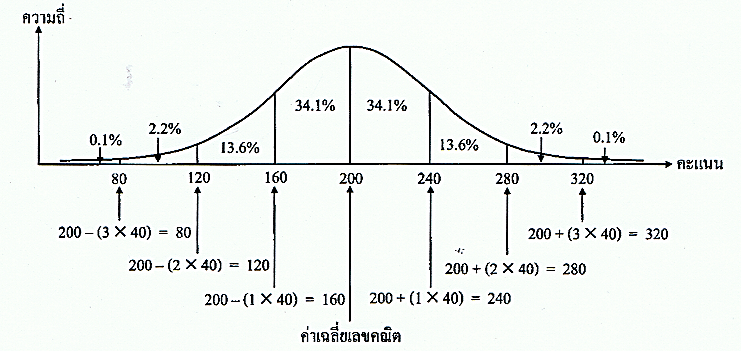 ความถี่
34.1% 34.1%
0.1% 2.2% 2.2% 0.1%
13.6% 13.6%
คะแนน
80 120 160 200 240 280 320
200 – (3 × 40) = 80 200 + (3 × 40) = 320
200 – (2 × 40) = 120 200 + (2 × 40) = 280
200 – (1 × 40) = 160 200 + (1 × 40) = 240
ค่าเฉลี่ยเลขคณิต